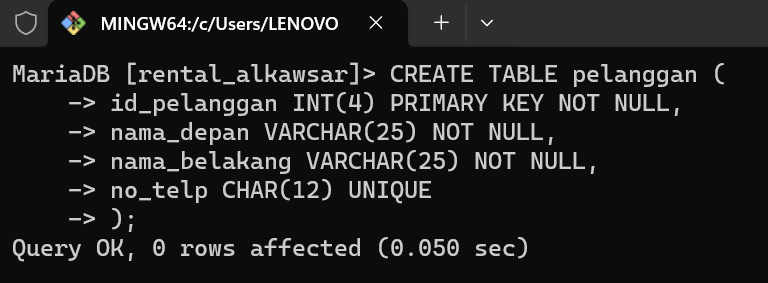 MINGW64:/c/Users/LENOVO
MariaDB [rental_alkawsar]> CREATE TABLE pelanggan (
-> id_pelanggan INT(4) PRIMARY KEY NOT NULL,
-> nama_depan VARCHAR(25) NOT NULL,
-> nama_belakang VARCHAR(25) NOT NULL,
-> no_telp CHAR(12) UNIQUE
-> );
Query OK, 0 rows affected (0.050 sec)